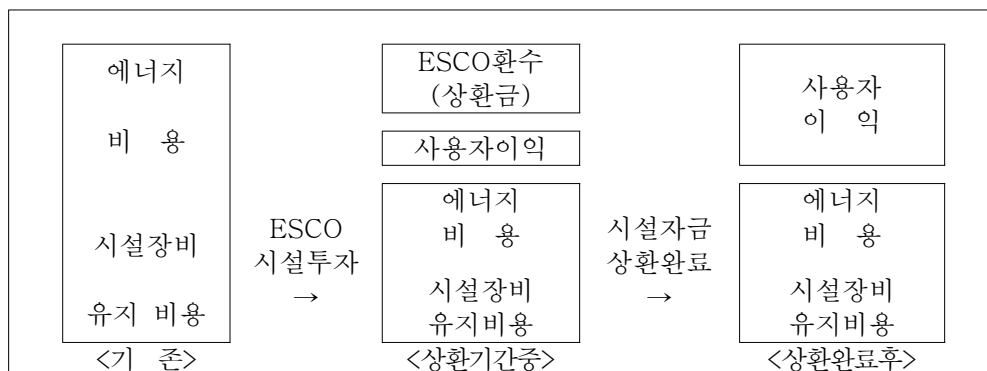 에너지
비 용
시설장비
유지 비용
<기 존>
ESCO
시설투자
→
ESCO환수
(상환금)
사용자이익
에너지
비 용
시설장비
유지비용
<상환기간중>
시설자금
상환완료
→
사용자
이 익
에너지
비 용
시설장비
유지비용
<상환완료후>